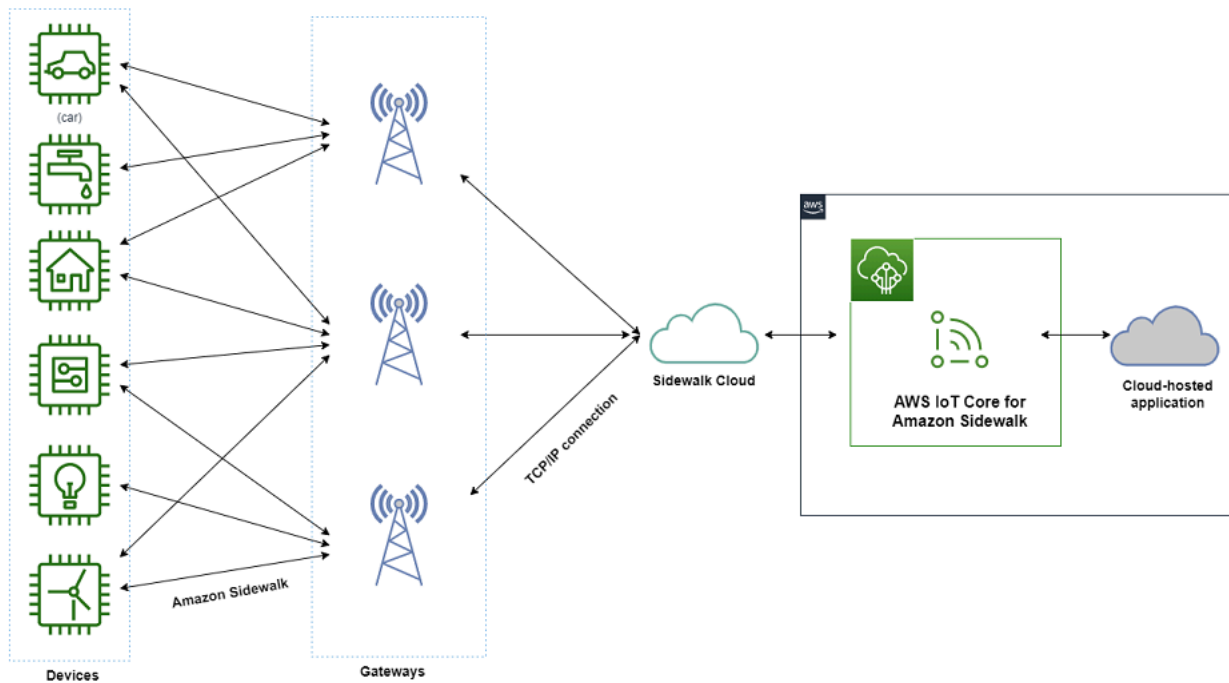 (car)
Devices
Amazon Sidewalk
Gateways
TCP/IP connection
Sidewalk Cloud
aws
AWS IoT Core for
Amazon Sidewalk
Cloud-hosted
application